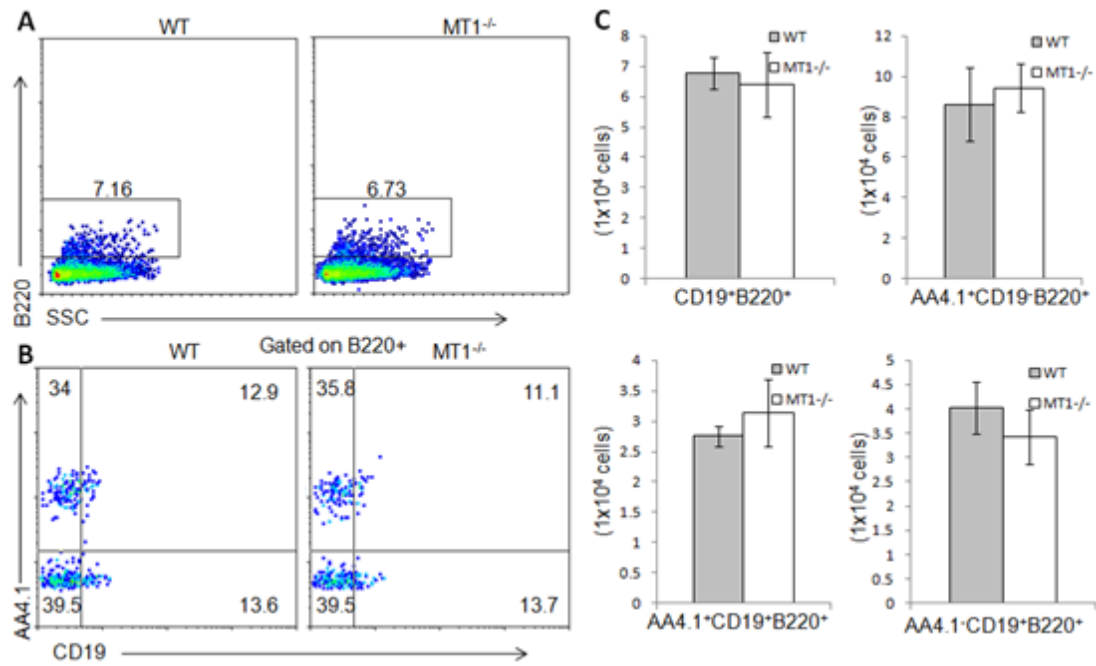 A
WT
MT1-/-
7.16
6.73
B220
SSC
B
Gated on B220+
WT
MT1-/-
34
12.9
35.8
11.1
39.5
13.6
39.5
13.7
AA4.1
CD19
C
WT
MT1-/-
8
7
6
5
4
3
2
1
0
(1x10⁴ cells)
CD19⁺B220⁺
WT
MT1-/-
12
10
8
6
4
2
0
(1x10⁴ cells)
AA4.1⁺CD19⁻B220⁺
WT
MT1-/-
4
3.5
3
2.5
2
1.5
1
0.5
0
(1x10⁴ cells)
AA4.1⁺CD19⁺B220⁺
WT
MT1-/-
5
4.5
4
3.5
3
2.5
2
1.5
1
0.5
0
(1x10⁴ cells)
AA4.1⁻CD19⁺B220⁺